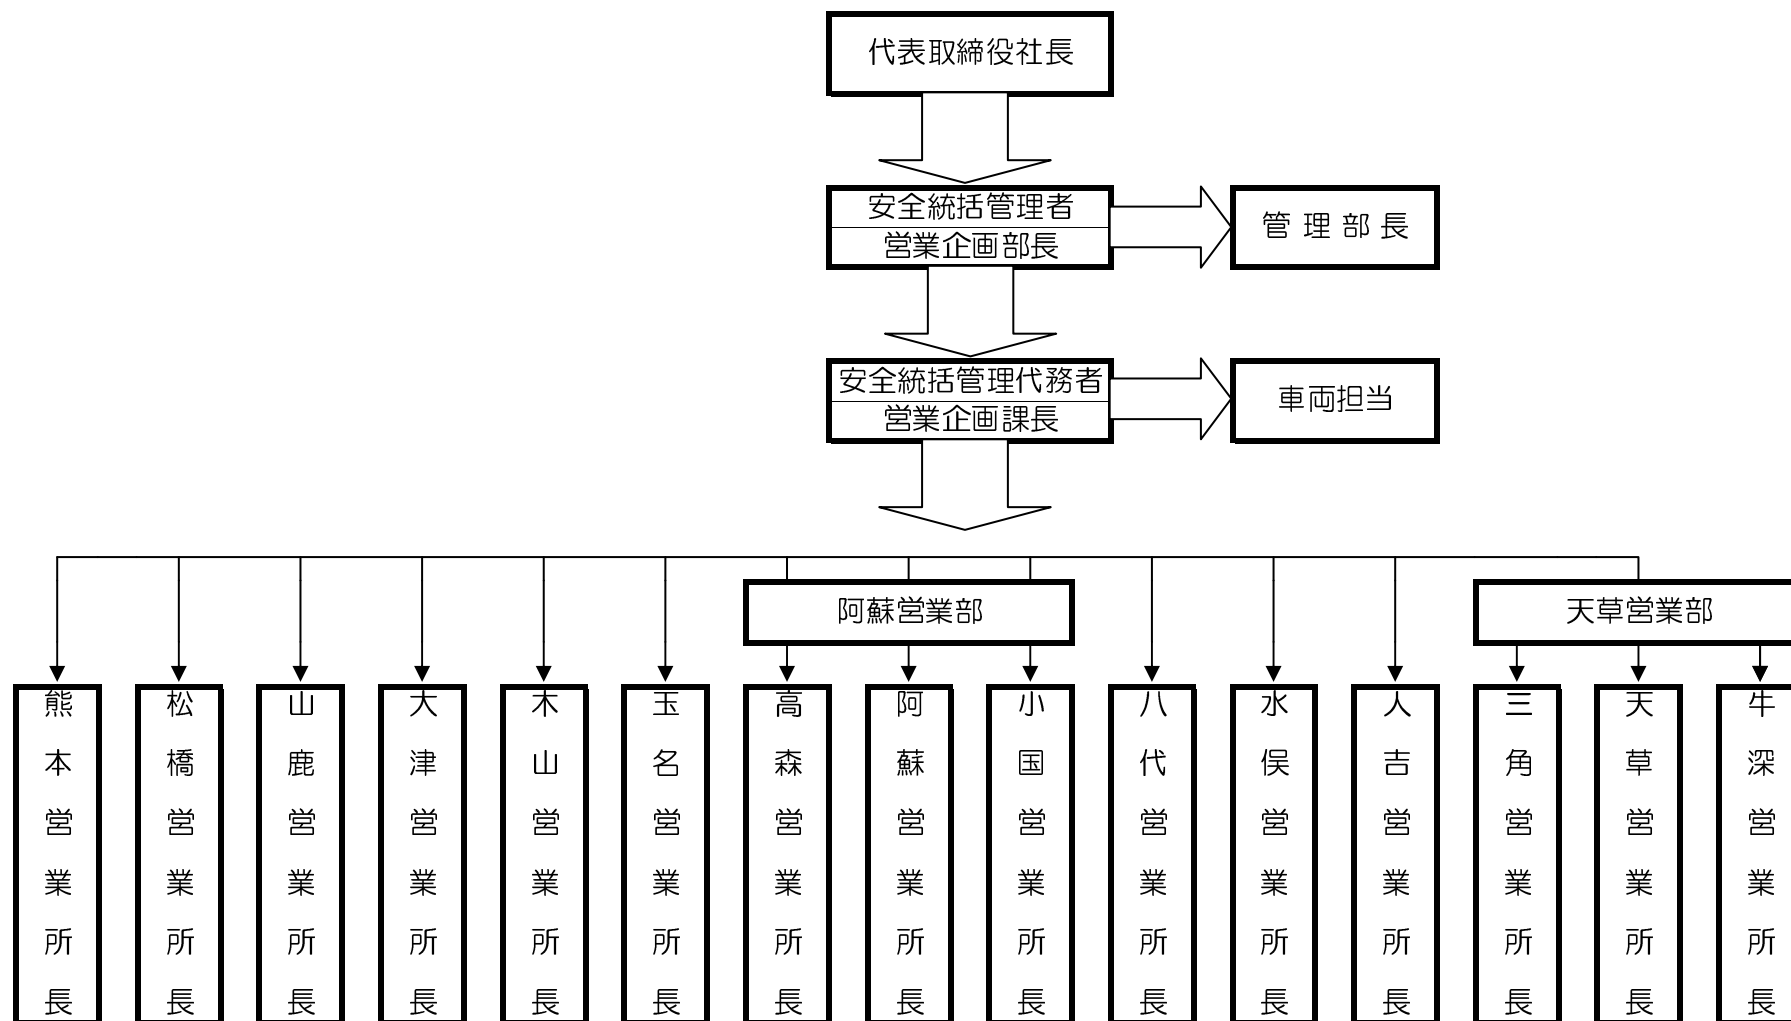 代表取締役社長
安全統括管理者
営業企画部長
管理部長
安全統括管理代務者
営業企画課長
車両担当
阿蘇営業部
天草営業部
熊本営業所長
松橋営業所長
山鹿営業所長
大津営業所長
木山営業所長
玉名営業所長
高森営業所長
阿蘇営業所長
小国営業所長
八代営業所長
水俣営業所長
人吉営業所長
三角営業所長
天草営業所長
牛深営業所長